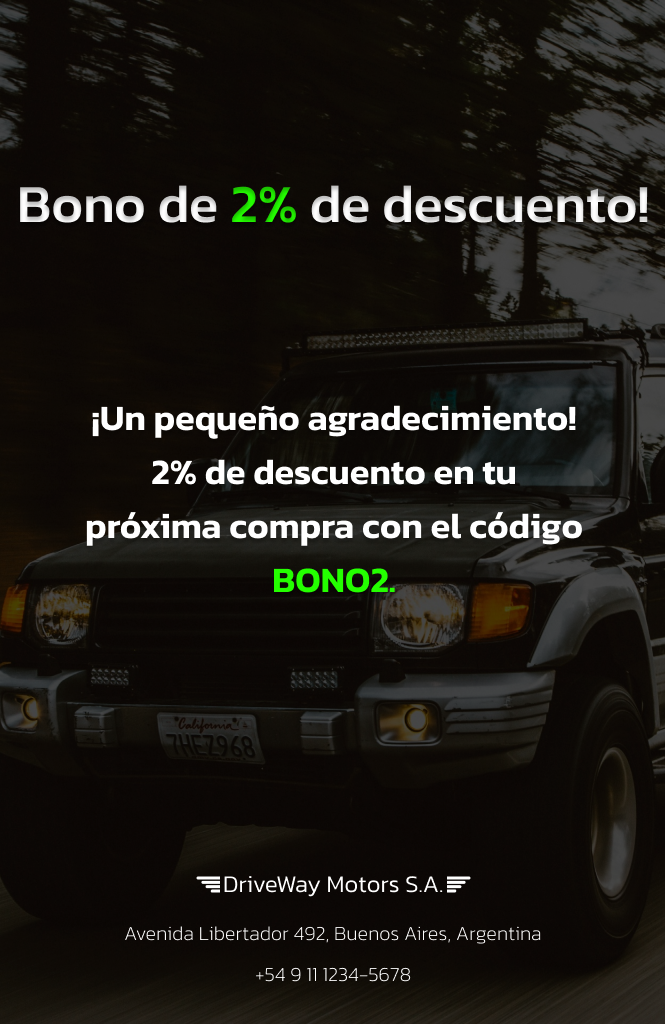 Bono de 2% de descuento!
¡Un pequeño agradecimiento!
2% de descuento en tu
próxima compra con el código
BONO2.
California
7HEZ968
DriveWay Motors S.A.
Avenida Libertador 492, Buenos Aires, Argentina
+54 9 11 1234-5678